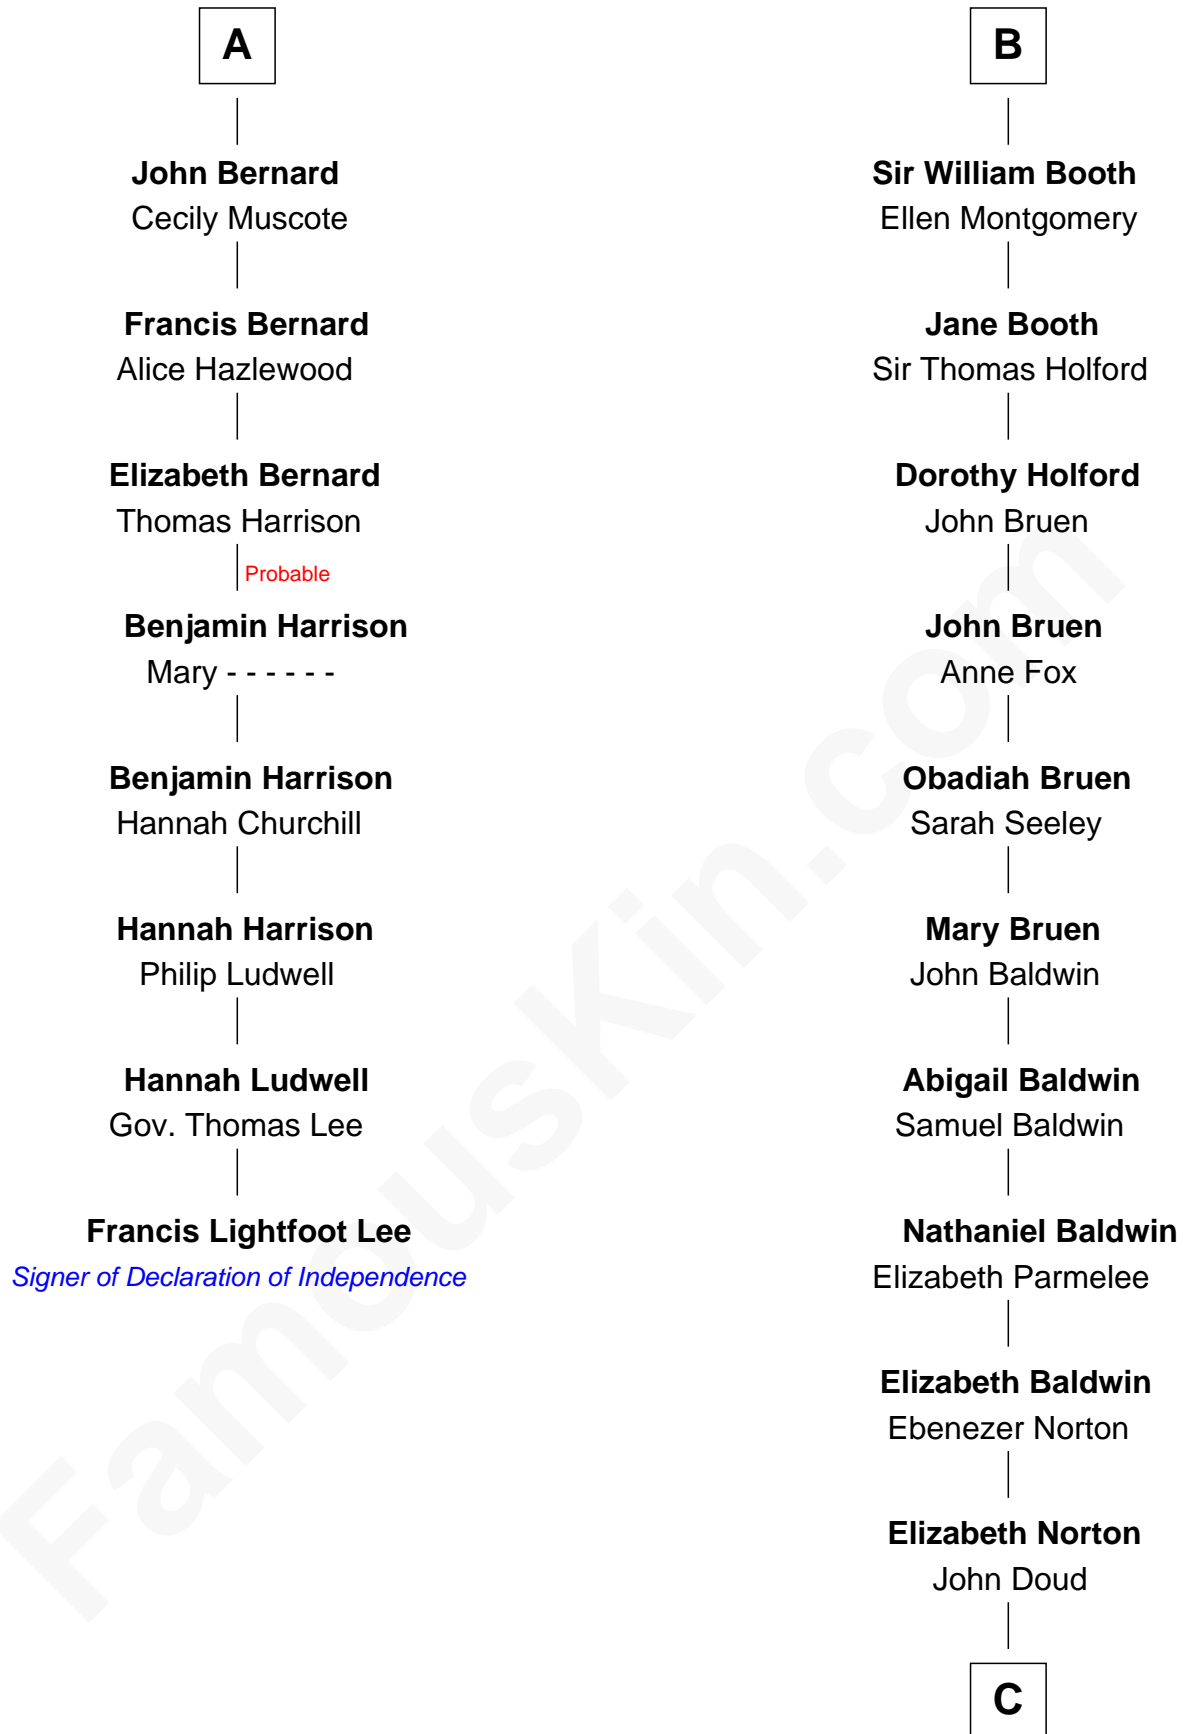 A
John Bernard
Cecily Muscote
Francis Bernard
Alice Hazlewood
Elizabeth Bernard
Thomas Harrison
Probable
Benjamin Harrison
Mary - - - - - -
Benjamin Harrison
Hannah Churchill
Hannah Harrison
Philip Ludwell
Hannah Ludwell
Gov. Thomas Lee
Francis Lightfoot Lee
Signer of Declaration of Independence
B
Sir William Booth
Ellen Montgomery
Jane Booth
Sir Thomas Holford
Dorothy Holford
John Bruen
John Bruen
Anne Fox
Obadiah Bruen
Sarah Seeley
Mary Bruen
John Baldwin
Abigail Baldwin
Samuel Baldwin
Nathaniel Baldwin
Elizabeth Parmelee
Elizabeth Baldwin
Ebenezer Norton
Elizabeth Norton
John Doud
C
FamousKin.com